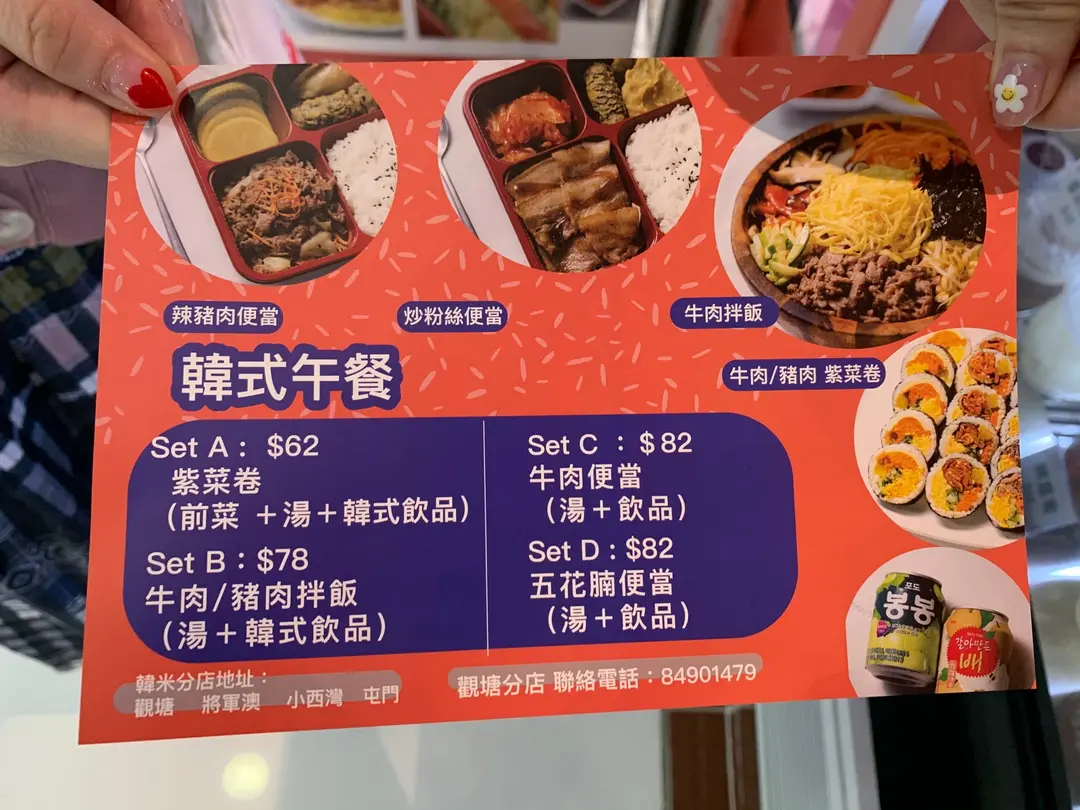 辣豬肉便當
炒粉絲便當
牛肉拌飯
韓式午餐
牛肉/豬肉 紫菜卷
Set A : $62
紫菜卷
（前菜 ＋湯＋韓式飲品）
Set B : $78
牛肉/豬肉拌飯
（湯＋韓式飲品）
Set C : $82
牛肉便當
（湯＋飲品）
Set D : $82
五花腩便當
（湯＋飲品）
포도
봉봉
갈아만든
배
韓米分店地址：
觀塘 將軍澳 小西灣 屯門
觀塘分店 聯絡電話：84901479